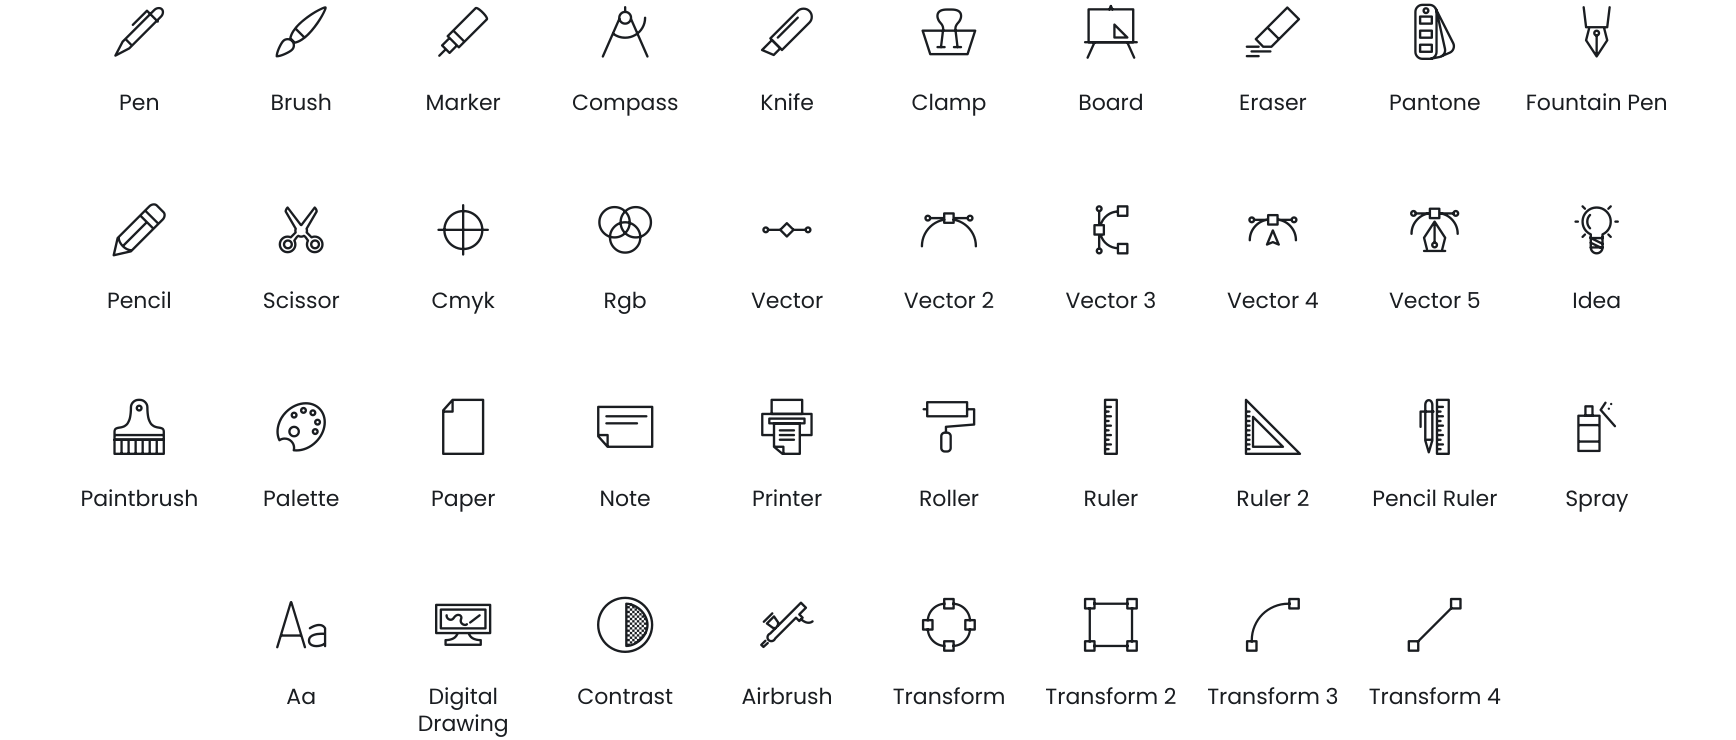 Pen Brush Marker Compass Knife Clamp Board Eraser Pantone Fountain Pen
Pencil Scissor Cmyk Rgb Vector Vector 2 Vector 3 Vector 4 Vector 5 Idea
Paintbrush Palette Paper Note Printer Roller Ruler Ruler 2 Pencil Ruler Spray
Aa
Aa Digital Contrast Airbrush Transform Transform 2 Transform 3 Transform 4
Drawing